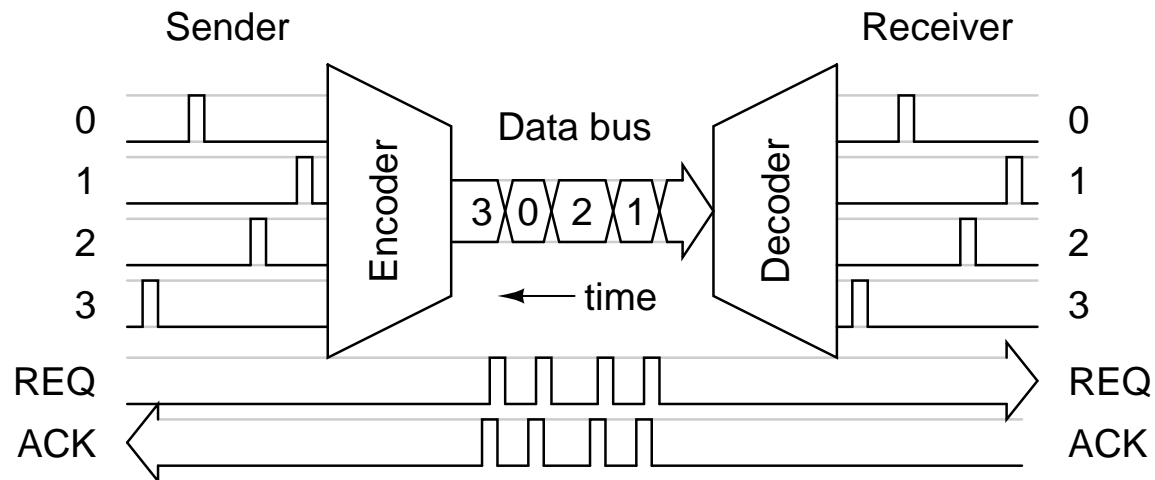 Sender
Receiver
0
1
2
3
Encoder
Data bus
3 0 2 1
time
Decoder
0
1
2
3
REQ
REQ
ACK
ACK